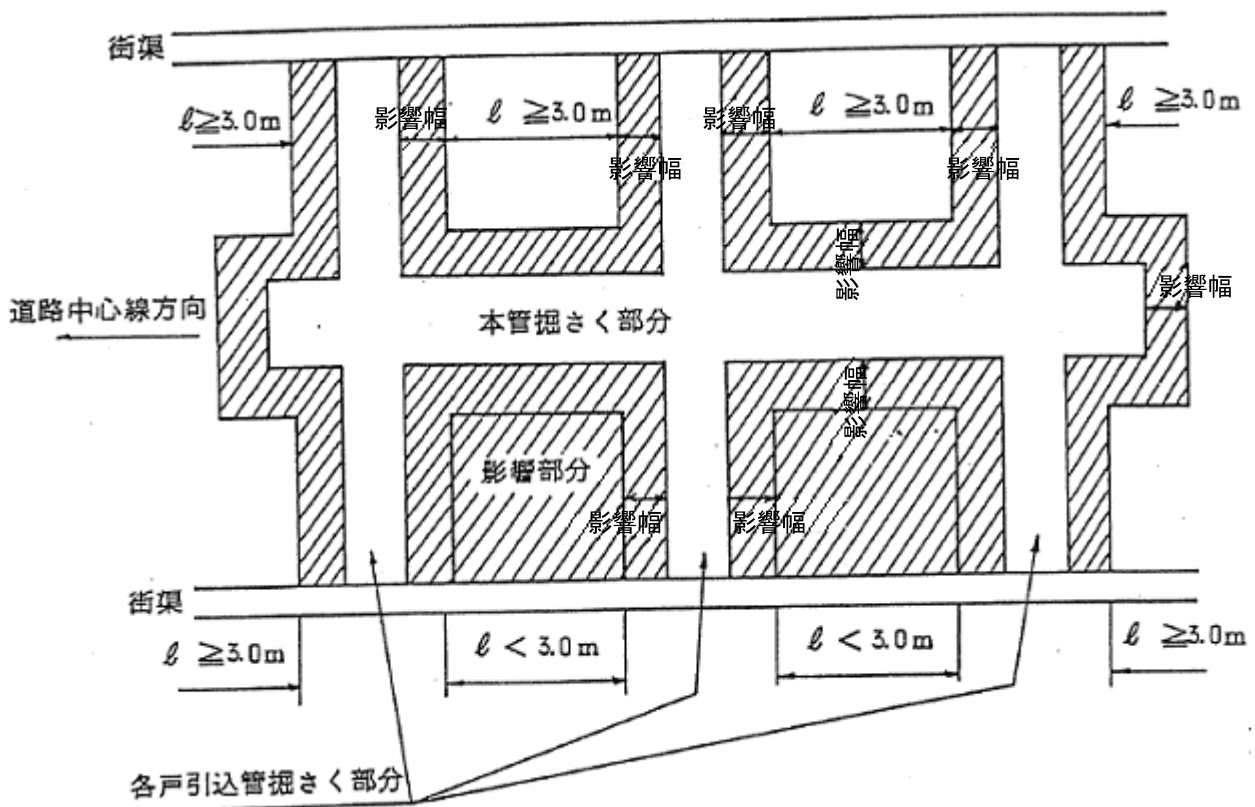 街渠
ℓ≧3.0m
影響幅
ℓ ≧3.0m
影響幅
影響幅
ℓ ≧3.0m
影響幅
ℓ ≧3.0m
影響幅
影響幅
道路中心線方向
本管掘さく部分
影響幅
影響部分
影響幅
影響幅
街渠
ℓ ≧3.0m
ℓ < 3.0m
ℓ < 3.0m
ℓ ≧3.0m
各戸引込管掘さく部分